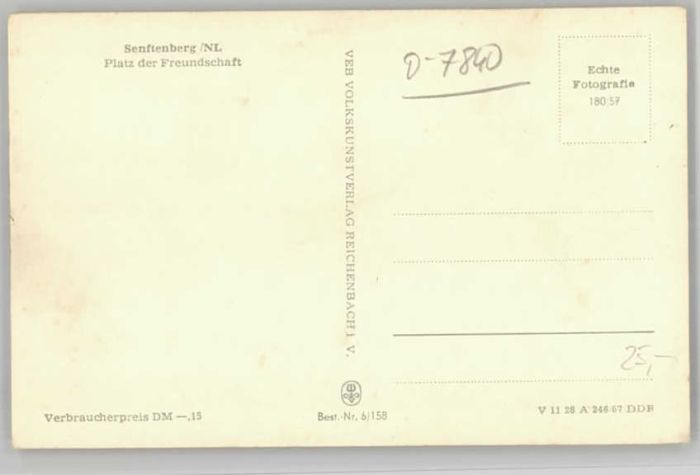 Senftenberg /NL
Platz der Freundschaft
VEB VOLKSKUNSTVERLAG REICHENBACH I. V.
D-7840
Echte
Fotografie
180/57
25,-
Verbraucherpreis DM —,15
Best.-Nr. 6/158
V 11 28 A 246/67 DDR